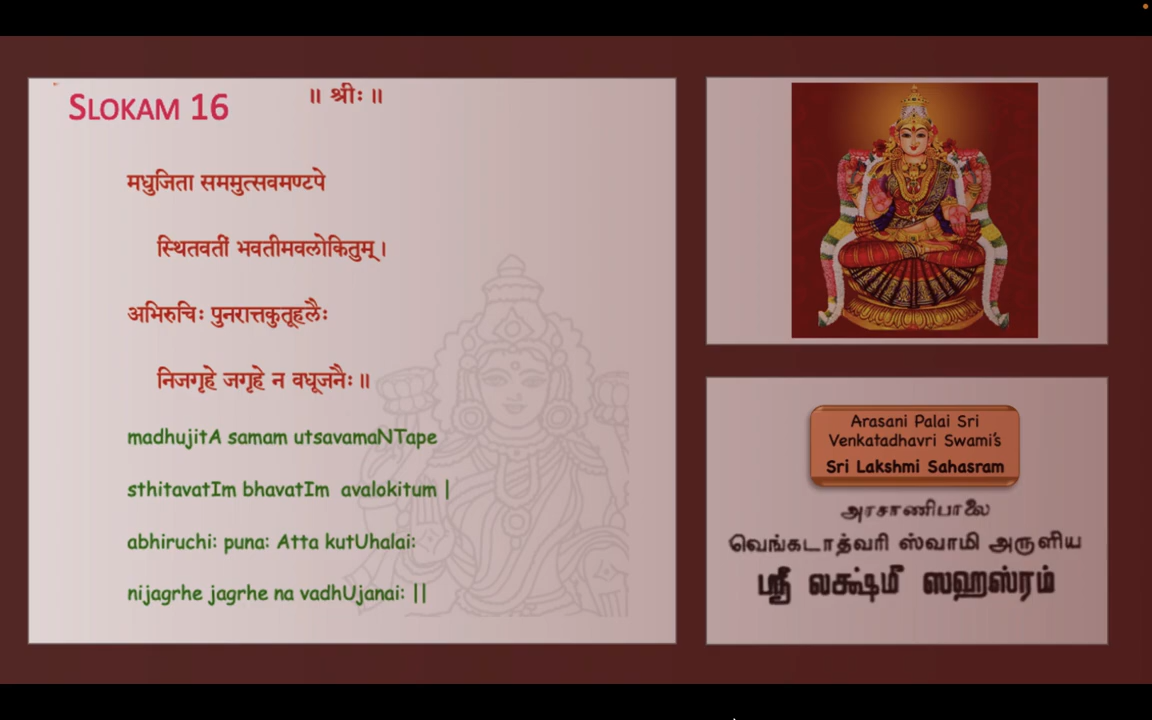 SLOKAM 16
॥ श्रीः ॥
मधुजिता सममुत्सवमण्टपे
स्थितवतीं भवतीमवलोकितुम् ।
अभिरुचिः पुनरात्तकुतूहलैः
निजगृहे जगृहे न वधूजनैः ॥
madhujitA samam utsavamaNTape
sthitavatIm bhavatIm avalokitum |
abhiruchi: puna: Atta kutUhalai:
nijagrhe jagrhe na vadhUjanai: ||
Arasani Palai Sri
Venkatadhavri Swami's
Sri Lakshmi Sahasram
அரசாணிபாலை
வெங்கடாத்வரி ஸ்வாமி அருளிய
ஸ்ரீ லக்ஷ்மீ ஸஹஸ்ரம்